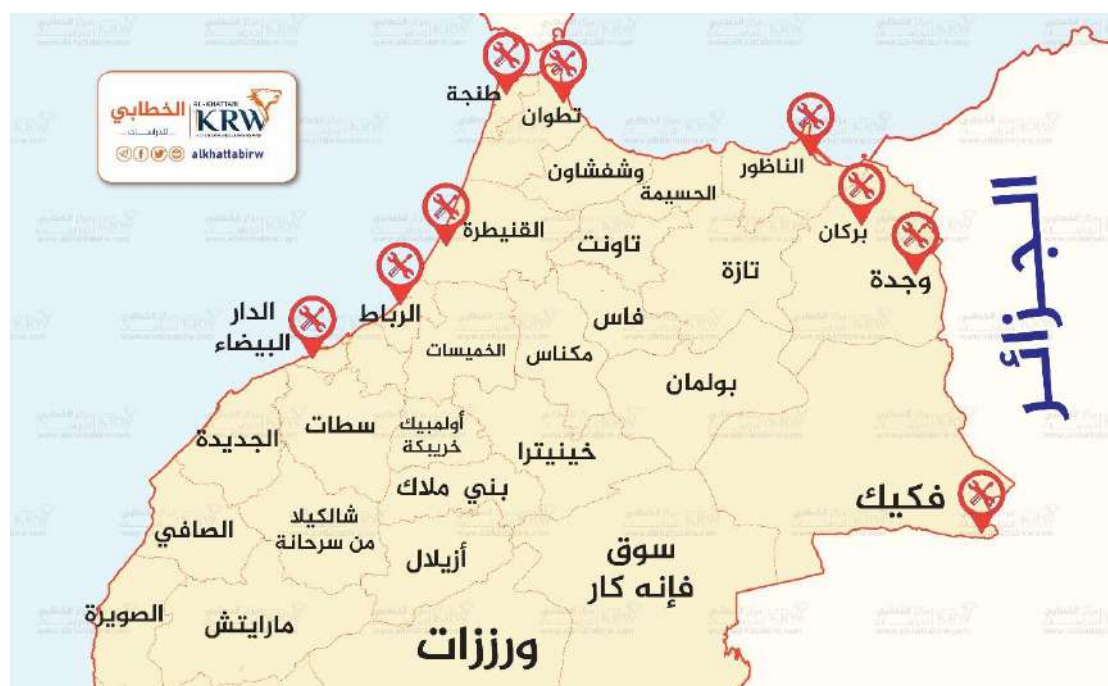 الخطابي
للدراسات
AL-KHATTABI
KRW
alkhattabirw
طنجة
تطوان
وشفشاون
الحسيمة
الناظور
بركان
وجدة
الجزائر
القنيطرة
تاونت
تازة
الرباط
فاس
الدار
البيضاء
الخميسات
مكناس
بولمان
الجديدة
سطات
أولمبيك
خريبكة
خينيترا
بني ملاك
فكيك
الصافي
شالكيلا
من سرحانة
أزيلال
سوق
فإنه كار
الصويرة
مارايتش
ورززات